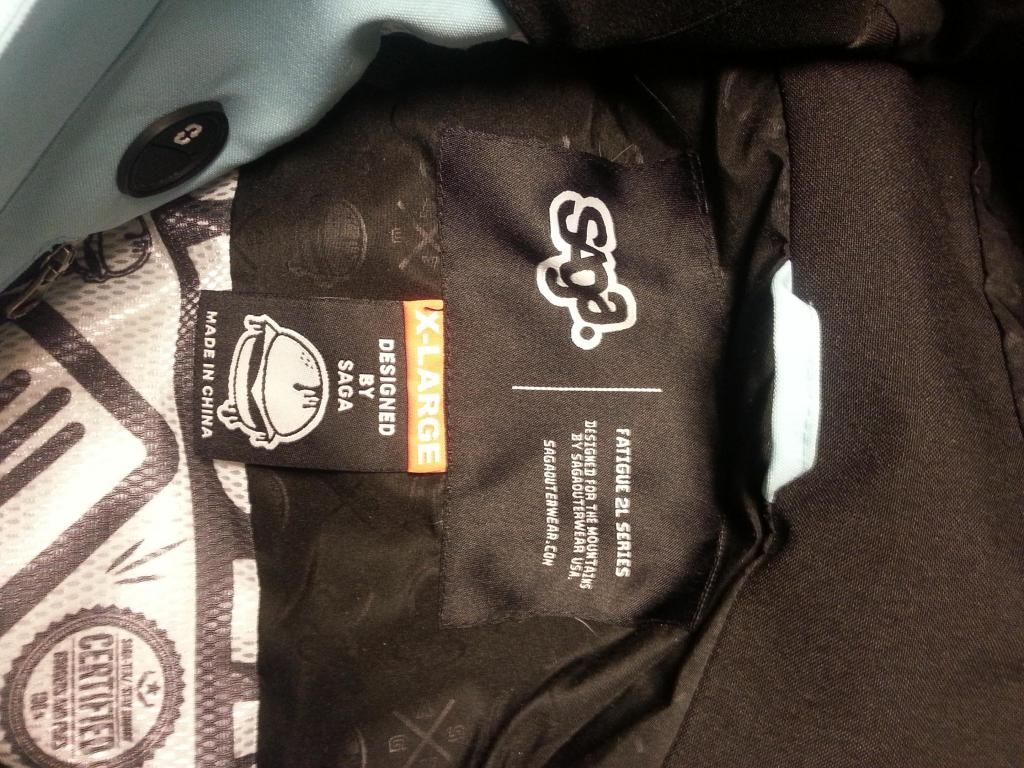 Saga
FATIGUE 2L SERIES
DESIGNED FOR THE MOUNTAINS
BY SAGAOUTERWEAR USA.
SAGAOUTERWEAR.COM
X-LARGE
DESIGNED
BY
SAGA
MADE IN CHINA
CERTIFIED